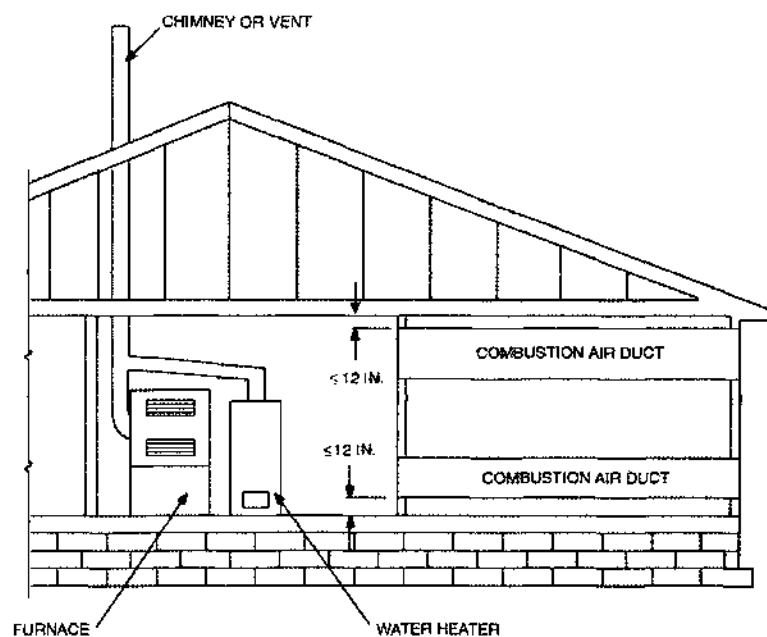 CHIMNEY OR VENT
COMBUSTION AIR DUCT
≤12 IN.
≤12 IN.
COMBUSTION AIR DUCT
FURNACE
WATER HEATER